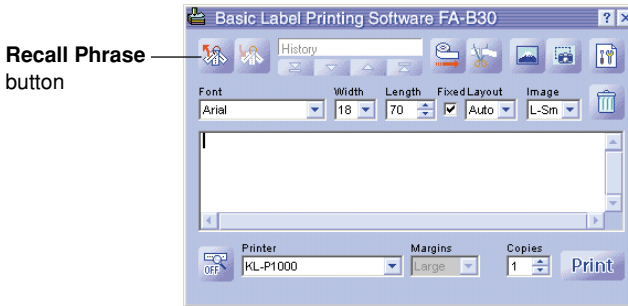 Basic Label Printing Software FA-B30
Recall Phrase
button
History
Font Width Length Fixed Layout Image
Arial 18 70 Auto L-Sm
OFF
Printer Margins Copies
KL-P1000 Large 1 Print